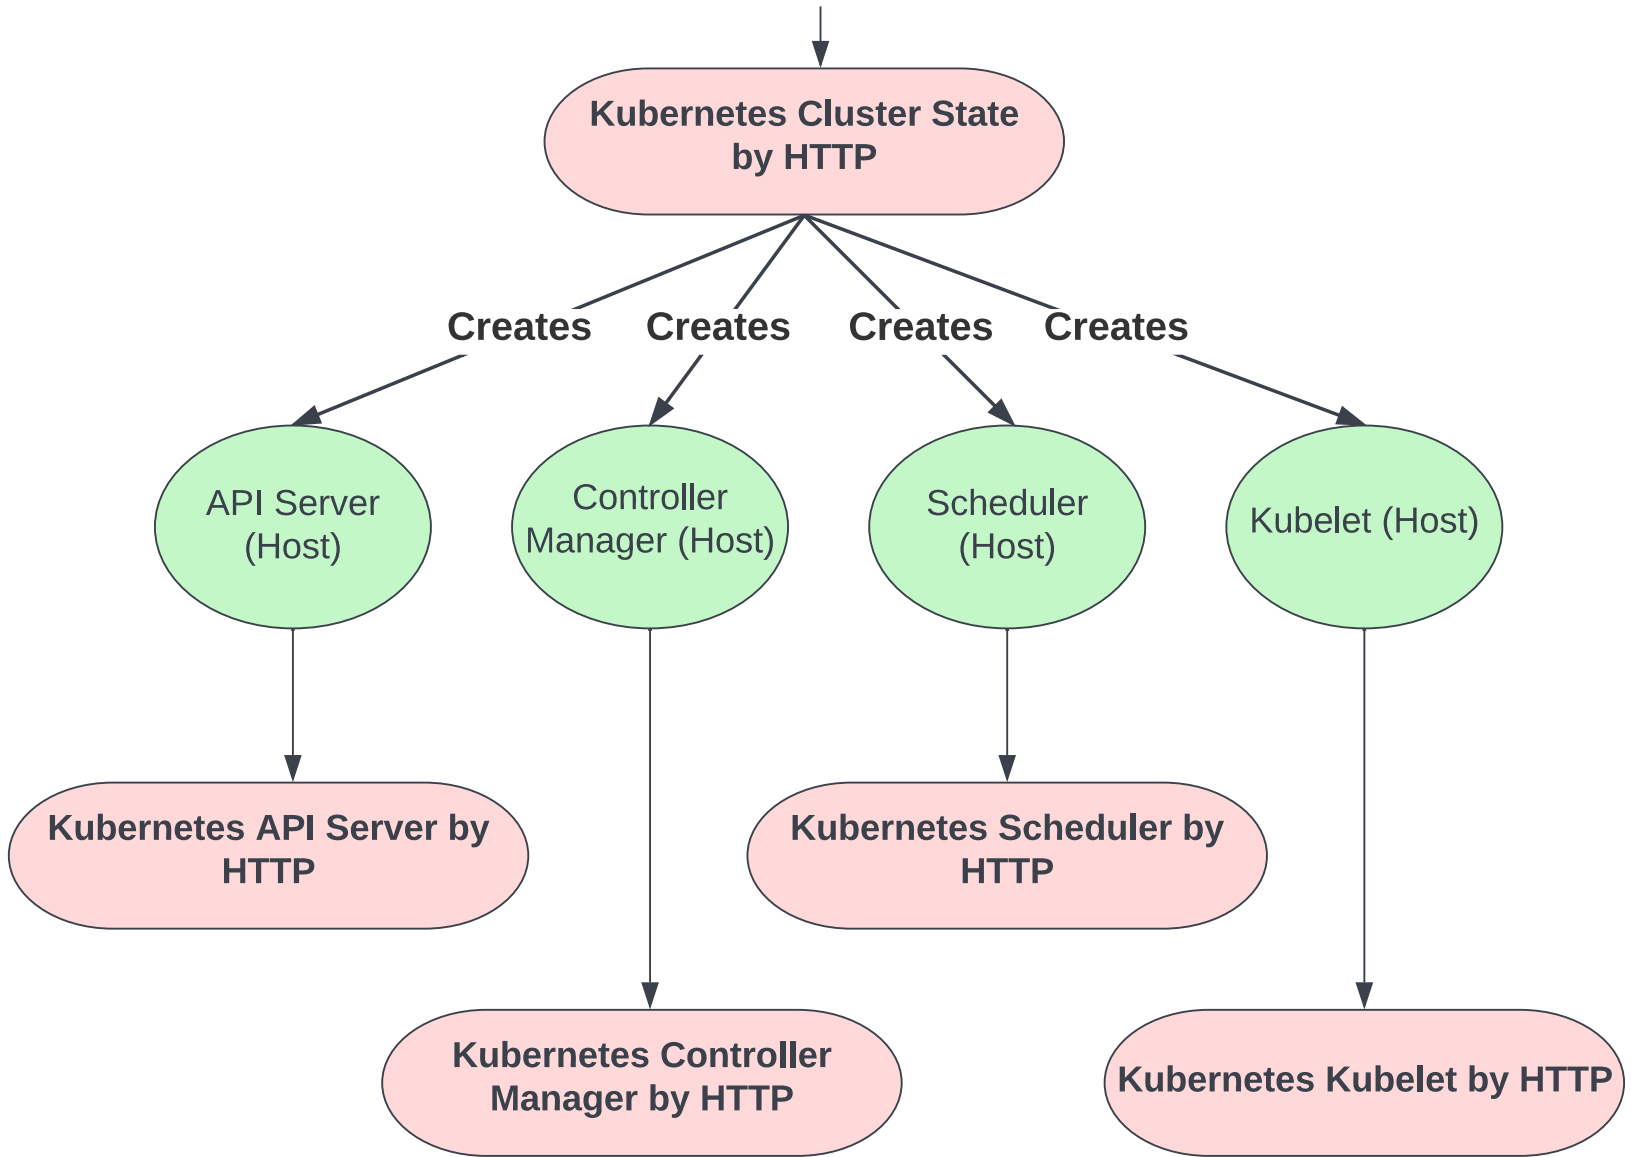 Kubernetes Cluster State
by HTTP
Creates
Creates
Creates
Creates
API Server
(Host)
Controller
Manager (Host)
Scheduler
(Host)
Kubelet (Host)
Kubernetes API Server by
HTTP
Kubernetes Scheduler by
HTTP
Kubernetes Controller
Manager by HTTP
Kubernetes Kubelet by HTTP